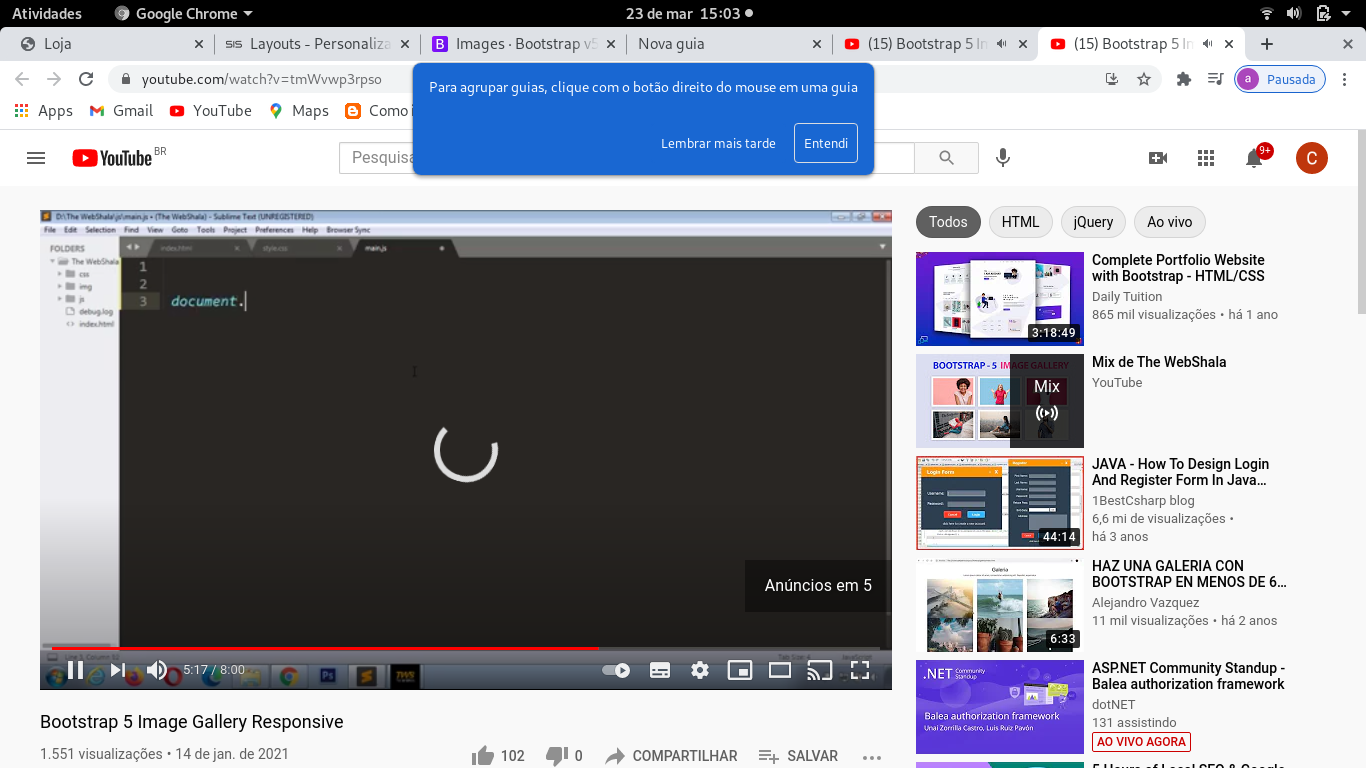 Atividades
Google Chrome
23 de mar 15:03
Loja
Layouts - Personaliza
Images · Bootstrap v5
Nova guia
(15) Bootstrap 5 In
(15) Bootstrap 5 In
youtube.com/watch?v=tmWvwp3rpso
a
Pausada
Para agrupar guias, clique com o botão direito do mouse em uma guia
Lembrar mais tarde
Entendi
Apps
Gmail
YouTube
Maps
Como i
YouTube BR
Pesquisa
9+
C
D:\The WebShala\js\main.js • (The WebShala) - Sublime Text (UNREGISTERED)
File Edit Selection Find View Goto Tools Project Preferences Help Browser Sync
FOLDERS
The WebShala
css
img
js
debug.log
index.html
index.html
style.css
main.js
1
2
3 document.
Anúncios em 5
5:17 / 8:00
Bootstrap 5 Image Gallery Responsive
1.551 visualizações • 14 de jan. de 2021
102
0
COMPARTILHAR
SALVAR
Todos
HTML
jQuery
Ao vivo
3:18:49
Complete Portfolio Website
with Bootstrap - HTML/CSS
Daily Tuition
865 mil visualizações • há 1 ano
BOOTSTRAP - 5 IMAGE GALLERY
Mix
Mix de The WebShala
YouTube
Login Form
44:14
JAVA - How To Design Login
And Register Form In Java…
1BestCsharp blog
6,6 mi de visualizações •
há 3 anos
Galeria
6:33
HAZ UNA GALERIA CON
BOOTSTRAP EN MENOS DE 6…
Alejandro Vazquez
11 mil visualizações • há 2 anos
.NET Community
Standup
Balea authorization framework
Unai Zorrilla Castro, Luis Ruiz Pavón
ASP.NET Community Standup -
Balea authorization framework
dotNET
131 assistindo
AO VIVO AGORA